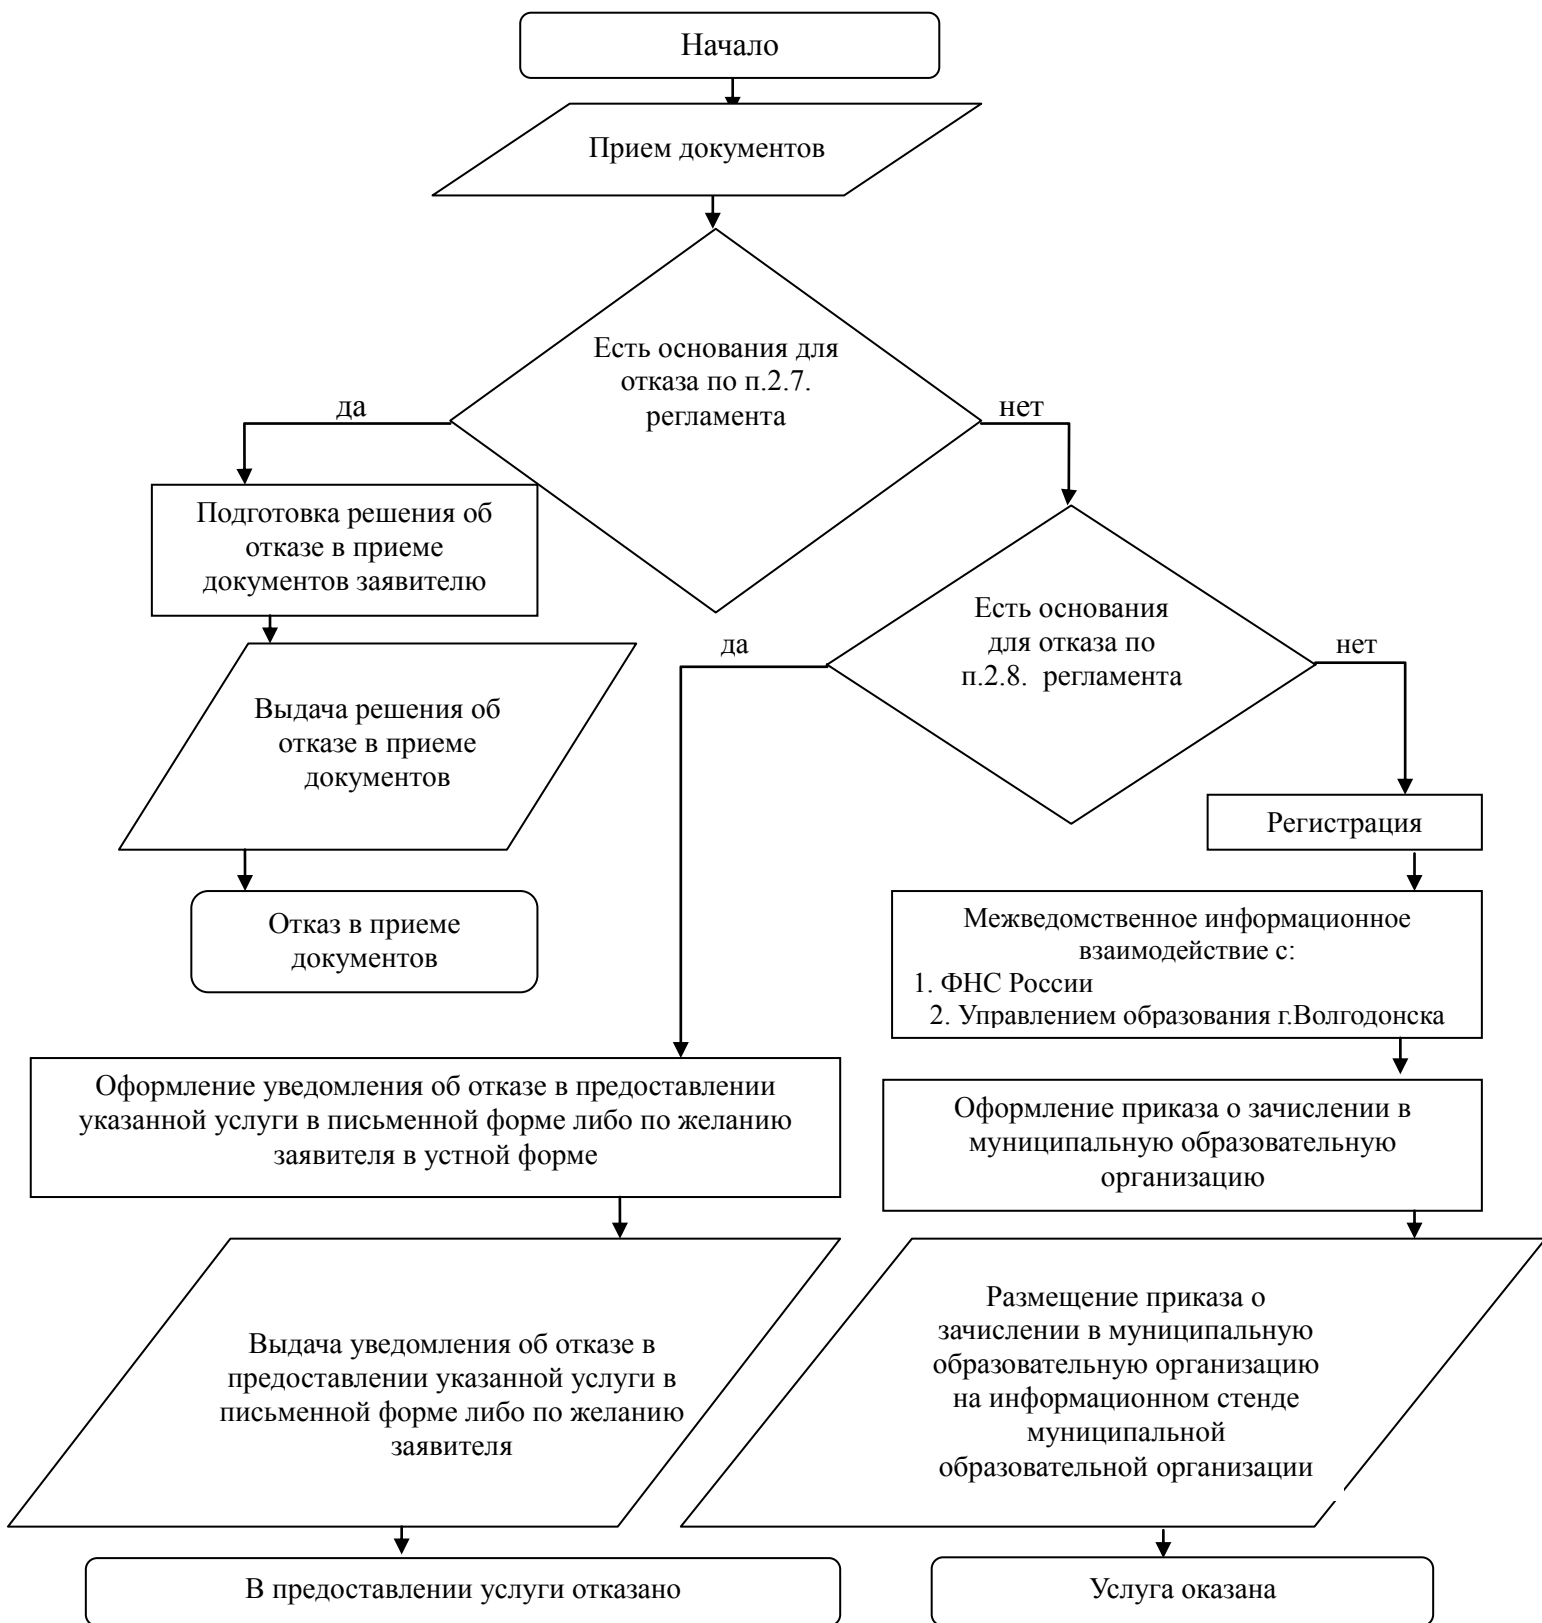 Начало
Прием документов
Есть основания для
отказа по п.2.7.
регламента
да
нет
Подготовка решения об
отказе в приеме
документов заявителю
Есть основания
для отказа по
п.2.8. регламента
да
нет
Выдача решения об
отказе в приеме
документов
Регистрация
Отказ в приеме
документов
Межведомственное информационное
взаимодействие с:
1. ФНС России
2. Управлением образования г.Волгодонска
Оформление уведомления об отказе в предоставлении
указанной услуги в письменной форме либо по желанию
заявителя в устной форме
Оформление приказа о зачислении в
муниципальную образовательную
организацию
Выдача уведомления об отказе в
предоставлении указанной услуги в
письменной форме либо по желанию
заявителя
Размещение приказа о
зачислении в муниципальную
образовательную организацию
на информационном стенде
муниципальной
образовательной организации
В предоставлении услуги отказано
Услуга оказана